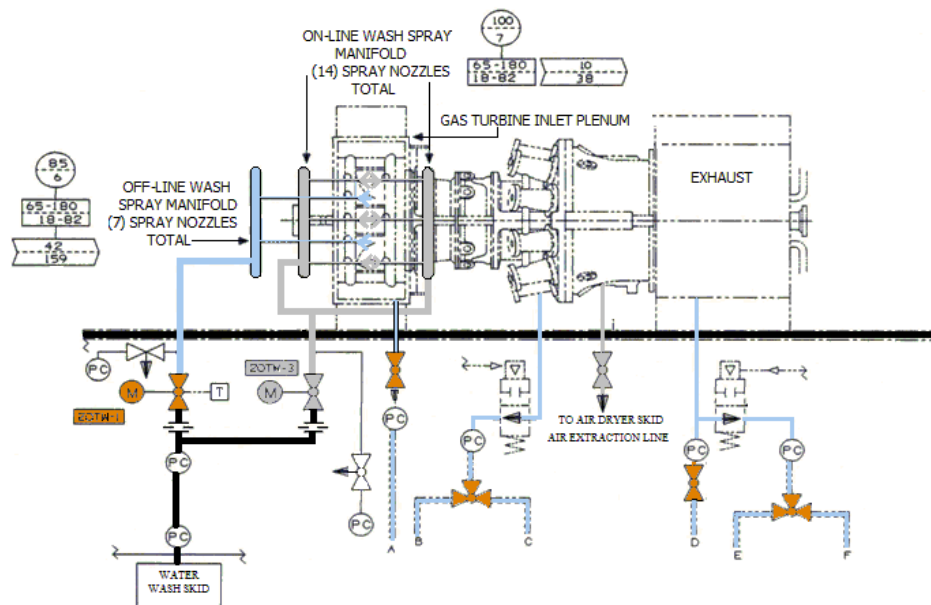 ON-LINE WASH SPRAY
MANIFOLD
(14) SPRAY NOZZLES
TOTAL
100
7
65-180
18-82
10
38
GAS TURBINE INLET PLENUM
EXHAUST
85
6
65-180
18-82
42
159
OFF-LINE WASH
SPRAY MANIFOLD
(7) SPRAY NOZZLES
TOTAL
PC
M
T
20TW-1
20TW-3
M
PC
PC
PC
PC
PC
PC
PC
PC
TO AIR DRYER SKID
AIR EXTRACTION LINE
A
B
C
D
E
F
WATER
WASH SKID